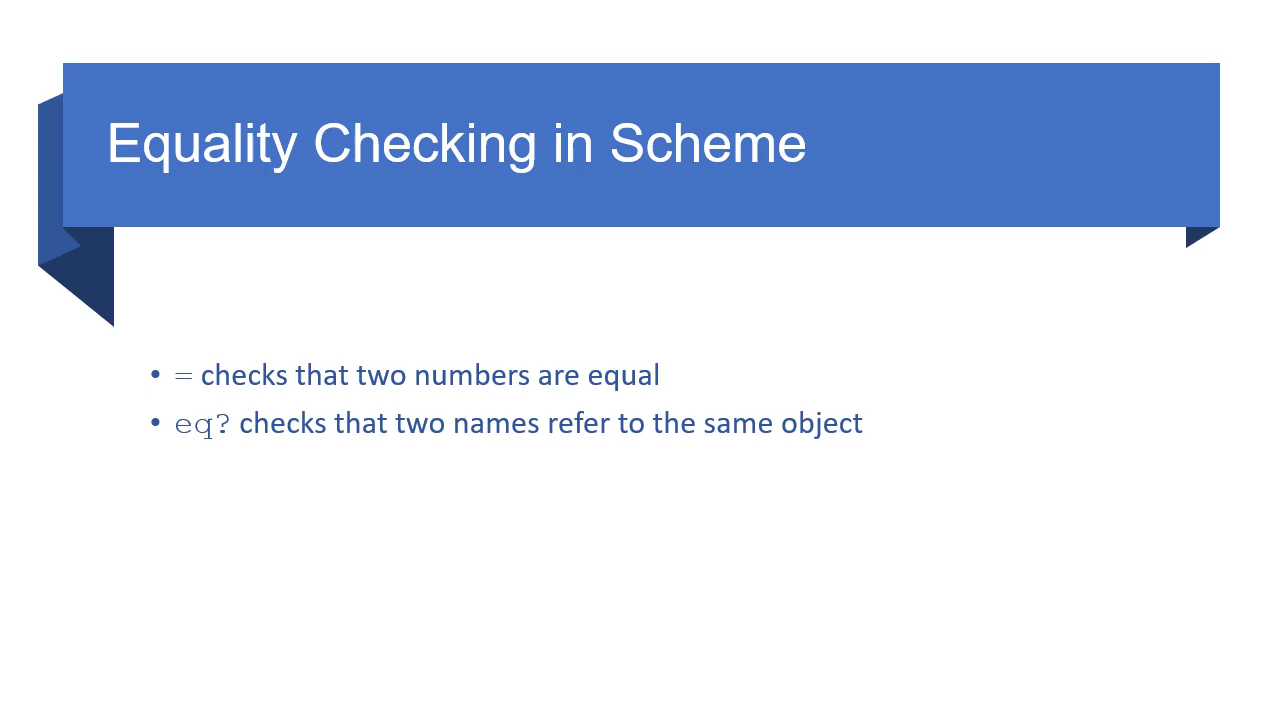 Equality Checking in Scheme
• = checks that two numbers are equal
• eq? checks that two names refer to the same object